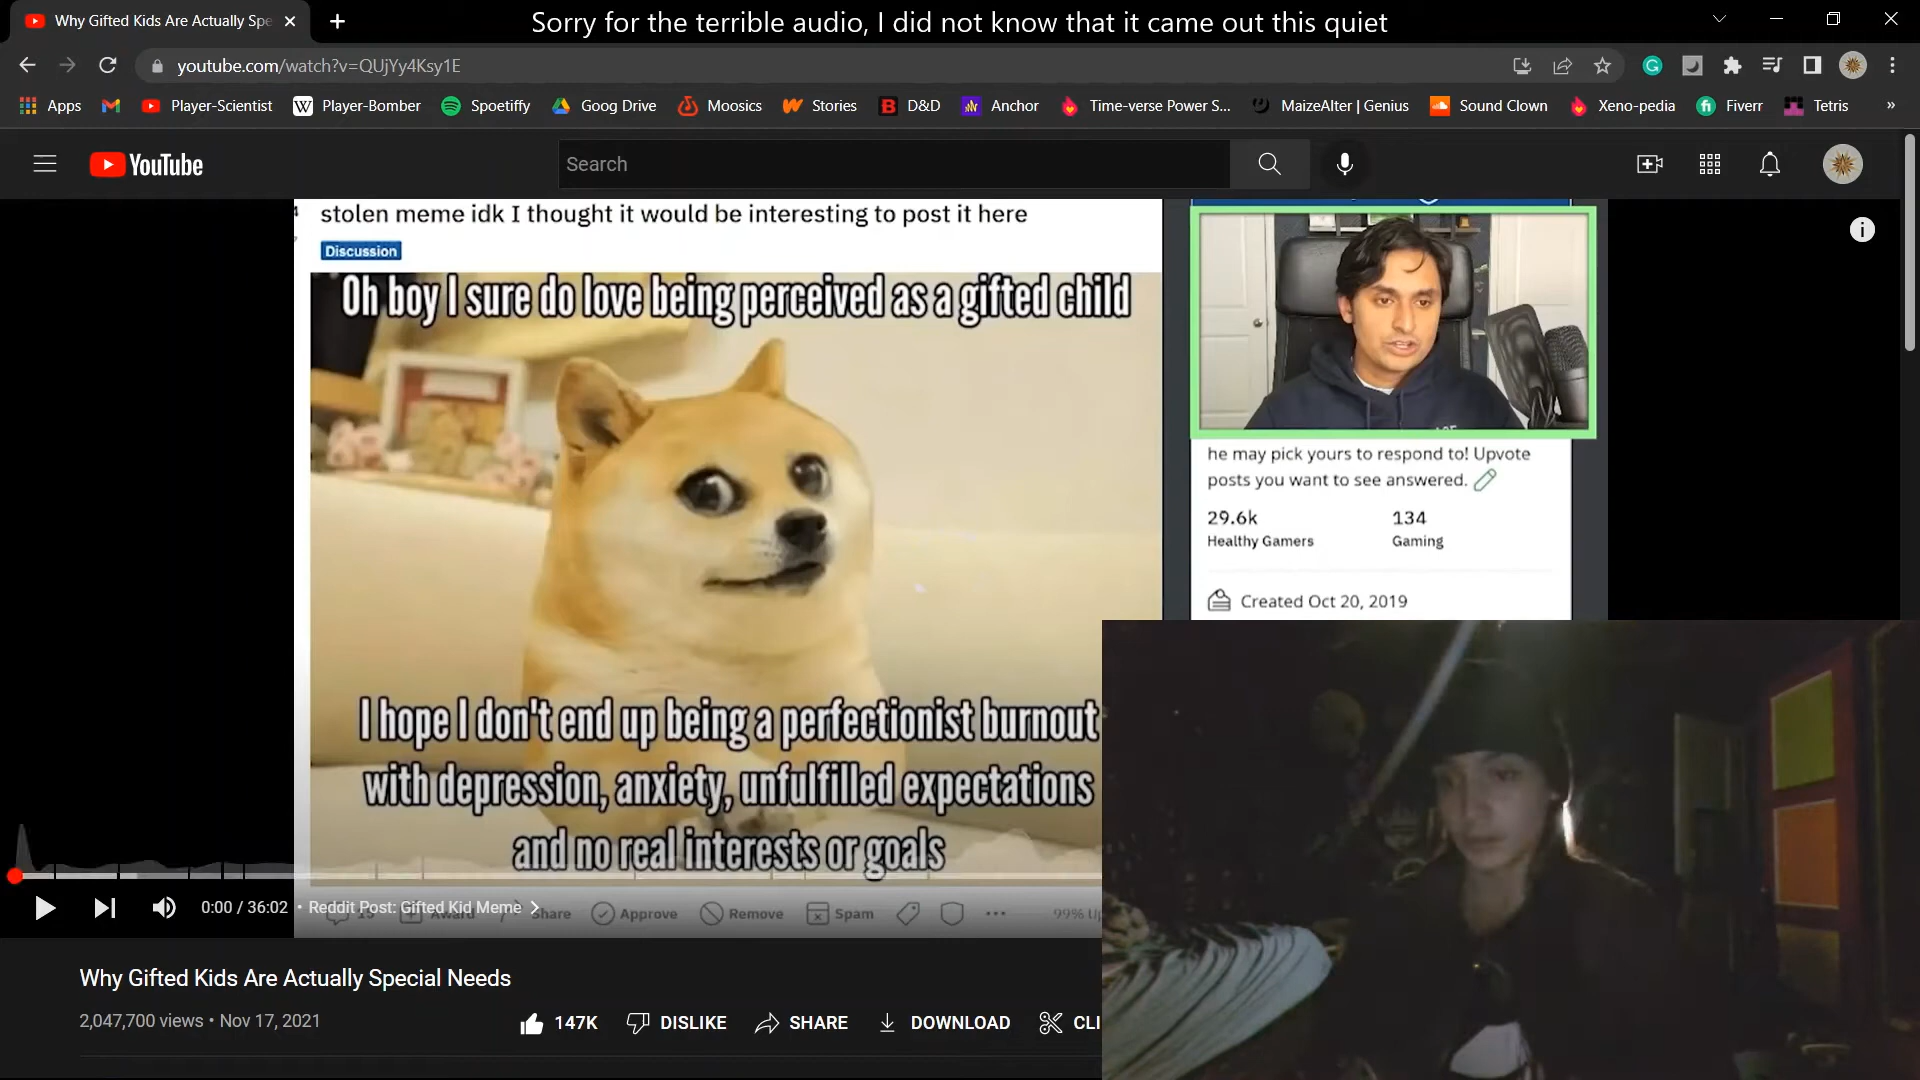 Why Gifted Kids Are Actually Spe
Sorry for the terrible audio, I did not know that it came out this quiet
youtube.com/watch?v=QUjYy4Ksy1E
Apps Player-Scientist Player-Bomber Spoetiffy Goog Drive Moosics Stories D&D Anchor Time-verse Power S... MaizeAlter | Genius Sound Clown Xeno-pedia Fiverr Tetris »
YouTube
Search
stolen meme idk I thought it would be interesting to post it here
Discussion
Oh boy I sure do love being perceived as a gifted child
I hope I don't end up being a perfectionist burnout
with depression, anxiety, unfulfilled expectations
and no real interests or goals
he may pick yours to respond to! Upvote
posts you want to see answered.
29.6k 134
Healthy Gamers Gaming
Created Oct 20, 2019
0:00 / 36:02 • Reddit Post: Gifted Kid Meme
Award Share Approve Remove Spam 99% U
Why Gifted Kids Are Actually Special Needs
2,047,700 views • Nov 17, 2021
147K DISLIKE SHARE DOWNLOAD CLI